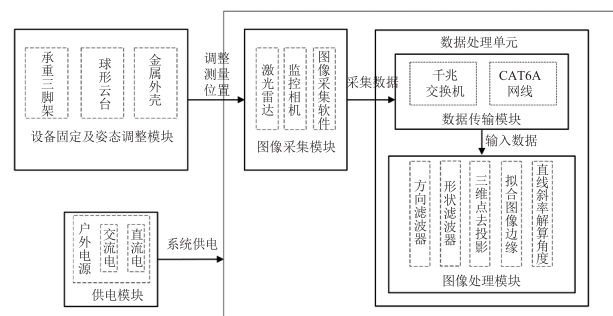 承重三脚架
球形云台
金属外壳
设备固定及姿态调整模块
调整
测量
位置
激光雷达
监控相机
图像采集软件
图像采集模块
采集数据
数据处理单元
千兆
交换机
CAT6A
网线
数据传输模块
输入数据
方向滤波器
形状滤波器
三维点去投影
拟合图像边缘
直线斜率解算角度
图像处理模块
户外电源
交流电
直流电
供电模块
系统供电